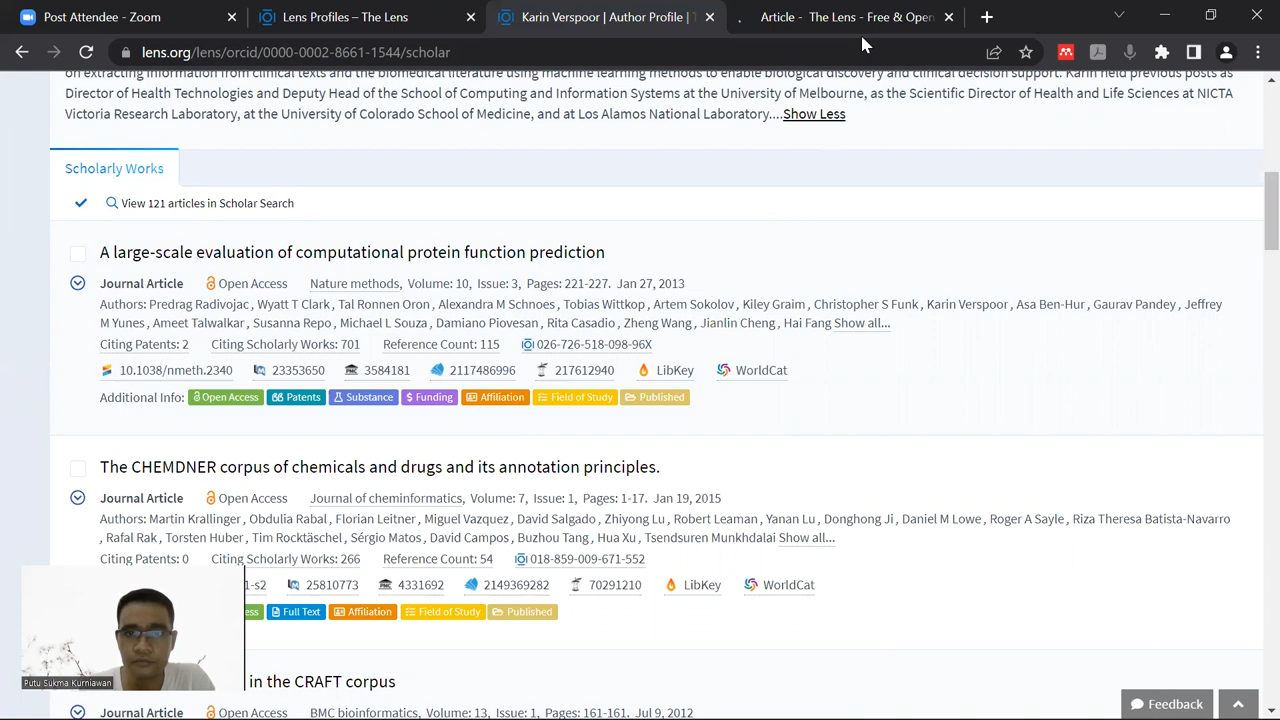 Post Attendee - Zoom
Lens Profiles – The Lens
Karin Verspoor | Author Profile | T
Article - The Lens - Free & Open
lens.org/lens/orcid/0000-0002-8661-1544/scholar
on extracting information from clinical texts and the biomedical literature using machine learning methods to enable biological discovery and clinical decision support. Karin held previous posts as
Director of Health Technologies and Deputy Head of the School of Computing and Information Systems at the University of Melbourne, as the Scientific Director of Health and Life Sciences at NICTA
Victoria Research Laboratory, at the University of Colorado School of Medicine, and at Los Alamos National Laboratory....Show Less
Scholarly Works
View 121 articles in Scholar Search
A large-scale evaluation of computational protein function prediction
Journal Article Open Access Nature methods, Volume: 10, Issue: 3, Pages: 221-227. Jan 27, 2013
Authors: Predrag Radivojac , Wyatt T Clark , Tal Ronnen Oron , Alexandra M Schnoes , Tobias Wittkop , Artem Sokolov , Kiley Graim , Christopher S Funk , Karin Verspoor , Asa Ben-Hur , Gaurav Pandey , Jeffrey
M Yunes , Ameet Talwalkar , Susanna Repo , Michael L Souza , Damiano Piovesan , Rita Casadio , Zheng Wang , Jianlin Cheng , Hai Fang Show all...
Citing Patents: 2 Citing Scholarly Works: 701 Reference Count: 115 026-726-518-098-96X
10.1038/nmeth.2340 23353650 3584181 2117486996 217612940 LibKey WorldCat
Additional Info: Open Access Patents Substance Funding Affiliation Field of Study Published
The CHEMDNER corpus of chemicals and drugs and its annotation principles.
Journal Article Open Access Journal of cheminformatics, Volume: 7, Issue: 1, Pages: 1-17. Jan 19, 2015
Authors: Martin Krallinger , Obdulia Rabal , Florian Leitner , Miguel Vazquez , David Salgado , Zhiyong Lu , Robert Leaman , Yanan Lu , Donghong Ji , Daniel M Lowe , Roger A Sayle , Riza Theresa Batista-Navarro
, Rafal Rak , Torsten Huber , Tim Rocktäschel , Sérgio Matos , David Campos , Buzhou Tang , Hua Xu , Tsendsuren Munkhdalai Show all...
Citing Patents: 0 Citing Scholarly Works: 266 Reference Count: 54 018-859-009-671-552
1-s2 25810773 4331692 2149369282 70291210 LibKey WorldCat
ess Full Text Affiliation Field of Study Published
in the CRAFT corpus
Journal Article Open Access BMC bioinformatics, Volume: 13, Issue: 1, Pages: 161-161. Jul 9, 2012
Putu Sukma Kurniawan
Feedback